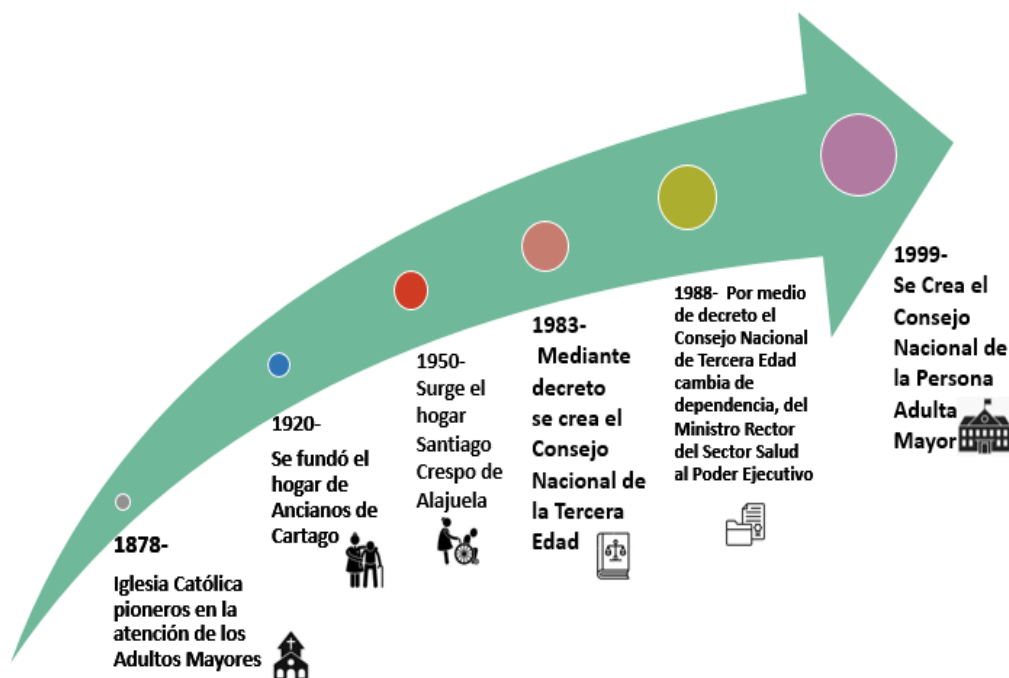 1878-
Iglesia Católica
pioneros en la
atención de los
Adultos Mayores
1920-
Se fundó el
hogar de
Ancianos de
Cartago
1950-
Surge el
hogar
Santiago
Crespo de
Alajuela
1983-
Mediante
decreto
se crea el
Consejo
Nacional de
la Tercera
Edad
1988- Por medio
de decreto el
Consejo Nacional
de Tercera Edad
cambia de
dependencia, del
Ministro Rector
del Sector Salud
al Poder Ejecutivo
1999-
Se Crea el
Consejo
Nacional de
la Persona
Adulta
Mayor